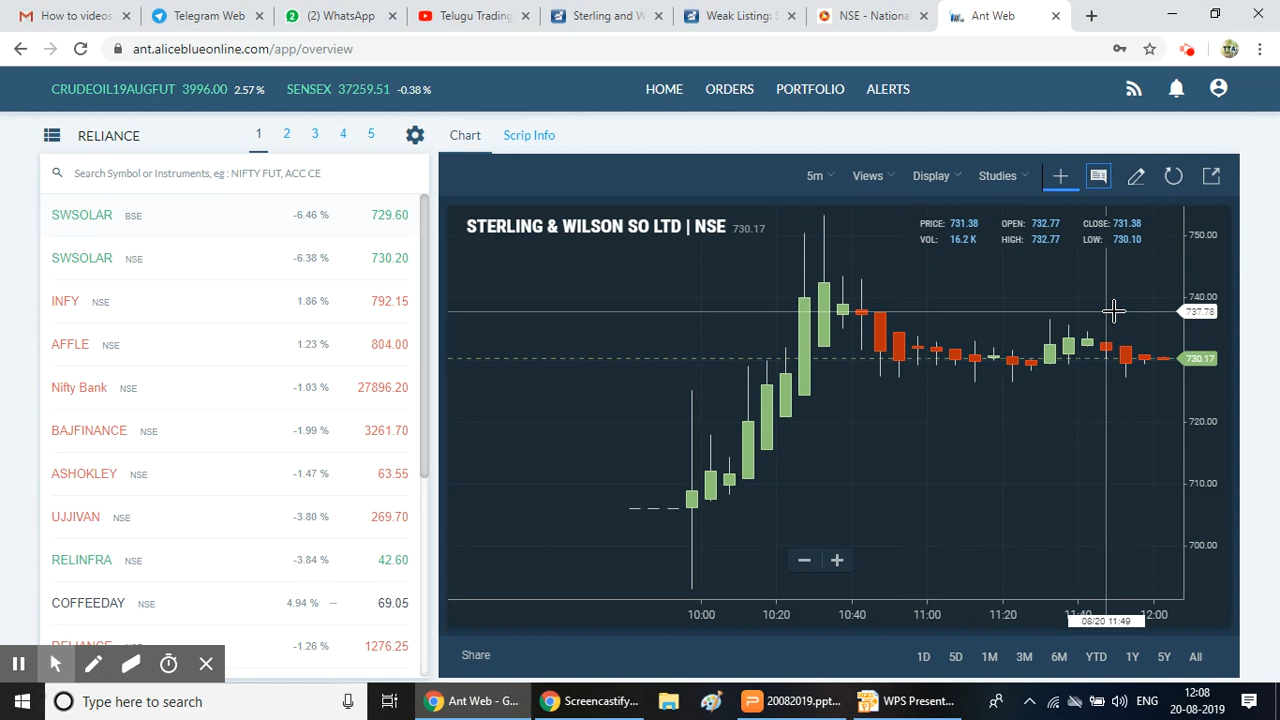 How to videos
Telegram Web
(2) WhatsApp
Telugu Trading
Sterling and W
Weak Listing: S
NSE - National
Ant Web
ant.aliceblueonline.com/app/overview
CRUDEOIL19AUGFUT 3996.00 2.57 %
SENSEX 37259.51 -0.38 %
HOME
ORDERS
PORTFOLIO
ALERTS
RELIANCE
1 2 3 4 5
Chart
Scrip Info
Search Symbol or Instruments, eg : NIFTY FUT, ACC CE
SWSOLAR BSE -6.46 % 729.60
SWSOLAR NSE -6.38 % 730.20
INFY NSE 1.86 % 792.15
AFFLE NSE 1.23 % 804.00
Nifty Bank NSE -1.03 % 27896.20
BAJFINANCE NSE -1.99 % 3261.70
ASHOKLEY NSE -1.47 % 63.55
UJJIVAN NSE -3.80 % 269.70
RELINFRA NSE -3.84 % 42.60
COFFEEDAY NSE 4.94 % -- 69.05
RELIANCE NSE -1.26 % 1276.25
5m
Views
Display
Studies
STERLING & WILSON SO LTD | NSE 730.17
PRICE: 731.38 OPEN: 732.77 CLOSE: 731.38
VOL: 16.2 K HIGH: 732.77 LOW: 730.10
750.00
740.00
737.78
730.17
720.00
710.00
700.00
10:00 10:20 10:40 11:00 11:20 11:40 12:00
08/20 11:49
Share
1D 5D 1M 3M 6M YTD 1Y 5Y All
Type here to search
Ant Web - G...
Screencastify...
20082019.ppt...
WPS Present...
ENG
12:08
20-08-2019